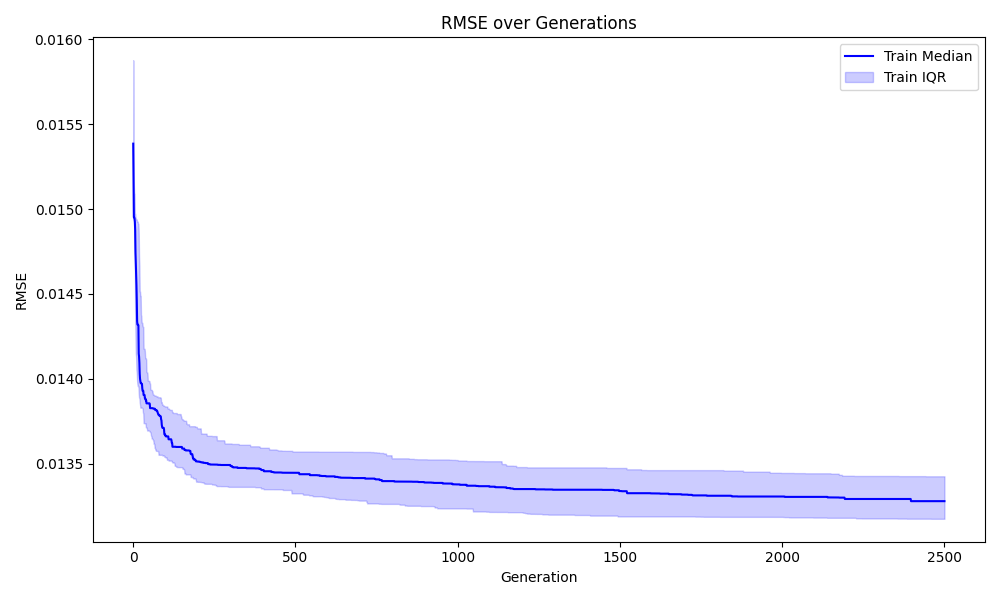 RMSE over Generations
Train Median
Train IQR
RMSE
0.0160
0.0155
0.0150
0.0145
0.0140
0.0135
0 500 1000 1500 2000 2500
Generation